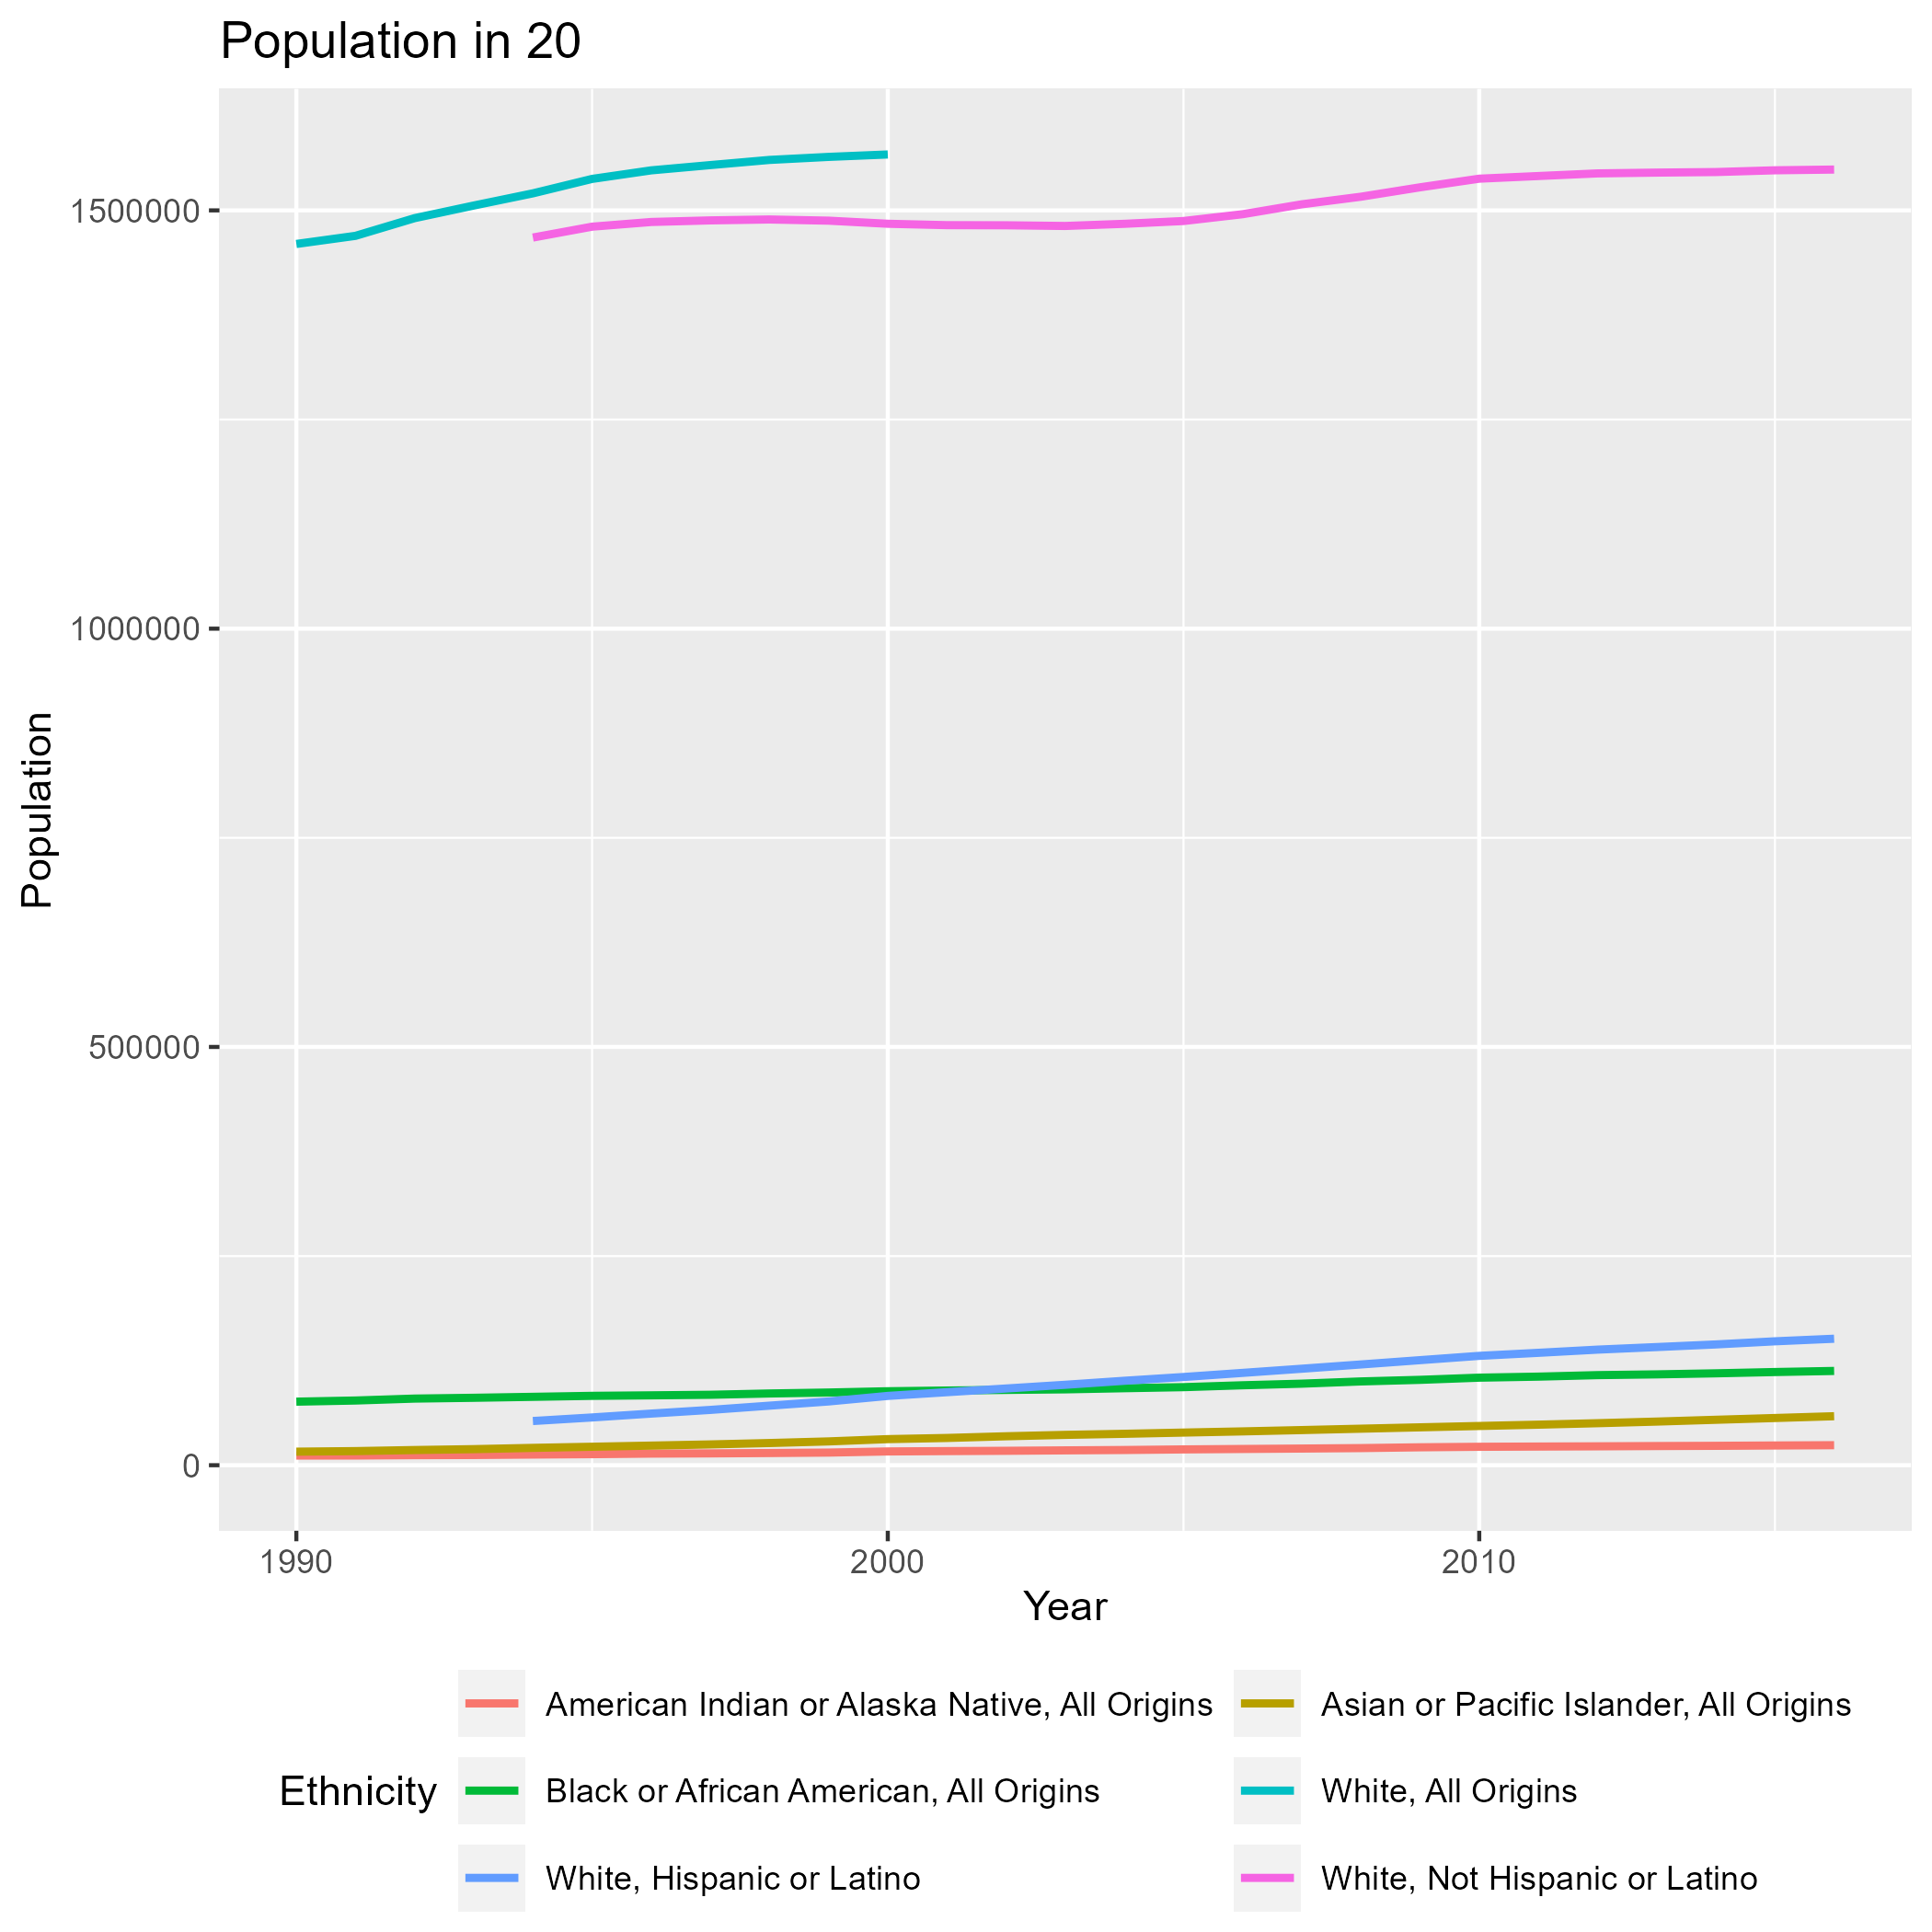 Population in 20
1500000
1000000
500000
0
Population
1990 2000 2010
Year
Ethnicity
American Indian or Alaska Native, All Origins
Asian or Pacific Islander, All Origins
Black or African American, All Origins
White, All Origins
White, Hispanic or Latino
White, Not Hispanic or Latino